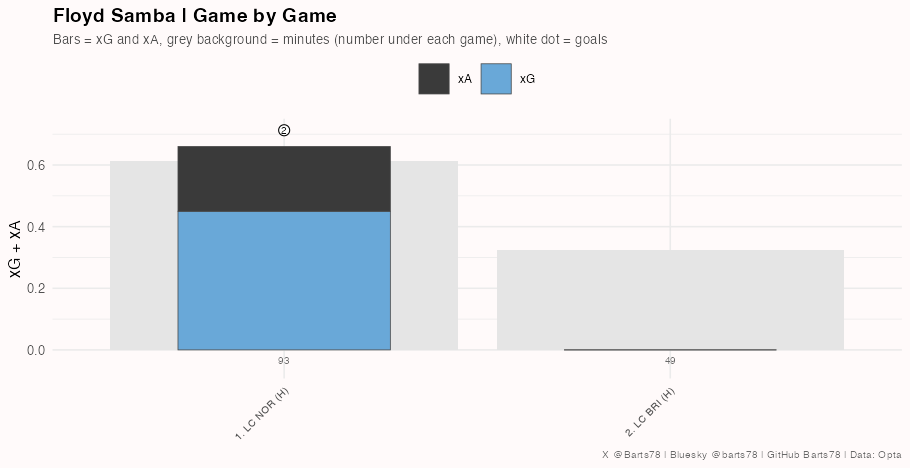 Floyd Samba | Game by Game
Bars = xG and xA, grey background = minutes (number under each game), white dot = goals
xA xG
2
xG + xA
0.6
0.4
0.2
0.0
93 49
1. LC NOR (H) 2. LC BRI (H)
X @Barts78 | Bluesky @barts78 | GitHub Barts78 | Data: Opta